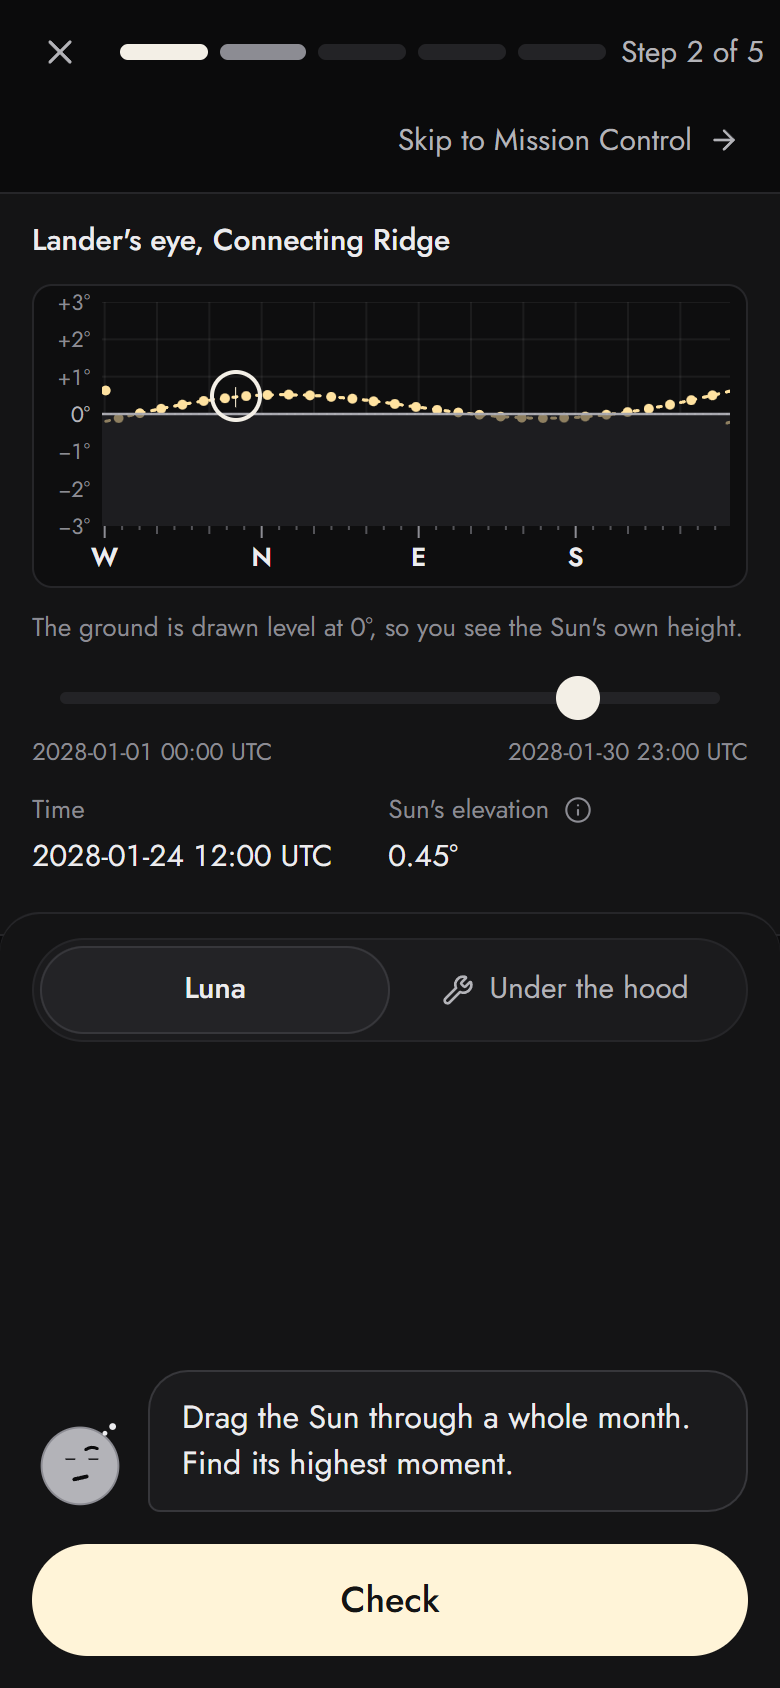 Step 2 of 5
Skip to Mission Control
Lander's eye, Connecting Ridge
+3°
+2°
+1°
0°
−1°
−2°
−3°
W N E S
The ground is drawn level at 0°, so you see the Sun's own height.
2028-01-01 00:00 UTC 2028-01-30 23:00 UTC
Time Sun's elevation
2028-01-24 12:00 UTC 0.45°
Luna Under the hood
Drag the Sun through a whole month.
Find its highest moment.
Check